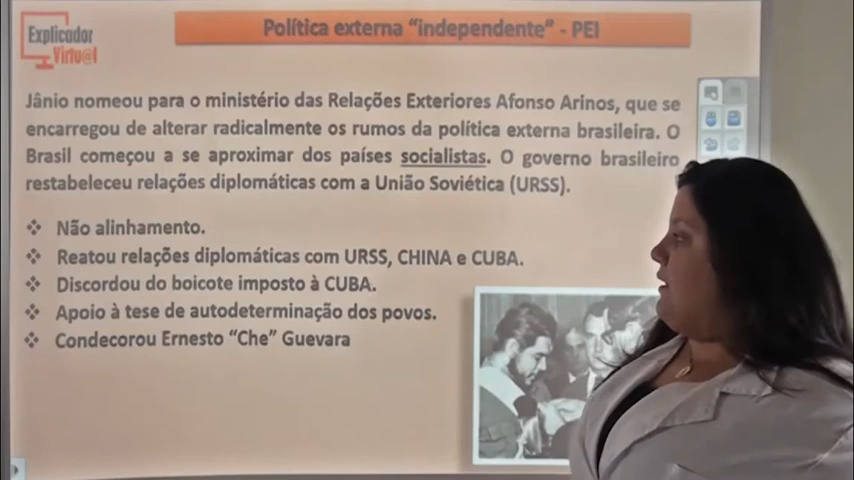 Explicador
Virtu@l
Política externa “independente” - PEI
Jânio nomeou para o ministério das Relações Exteriores Afonso Arinos, que se
encarregou de alterar radicalmente os rumos da política externa brasileira. O
Brasil começou a se aproximar dos países socialistas. O governo brasileiro
restabeleceu relações diplomáticas com a União Soviética (URSS).
Não alinhamento.
Reatou relações diplomáticas com URSS, CHINA e CUBA.
Discordou do boicote imposto à CUBA.
Apoio à tese de autodeterminação dos povos.
Condecorou Ernesto “Che” Guevara